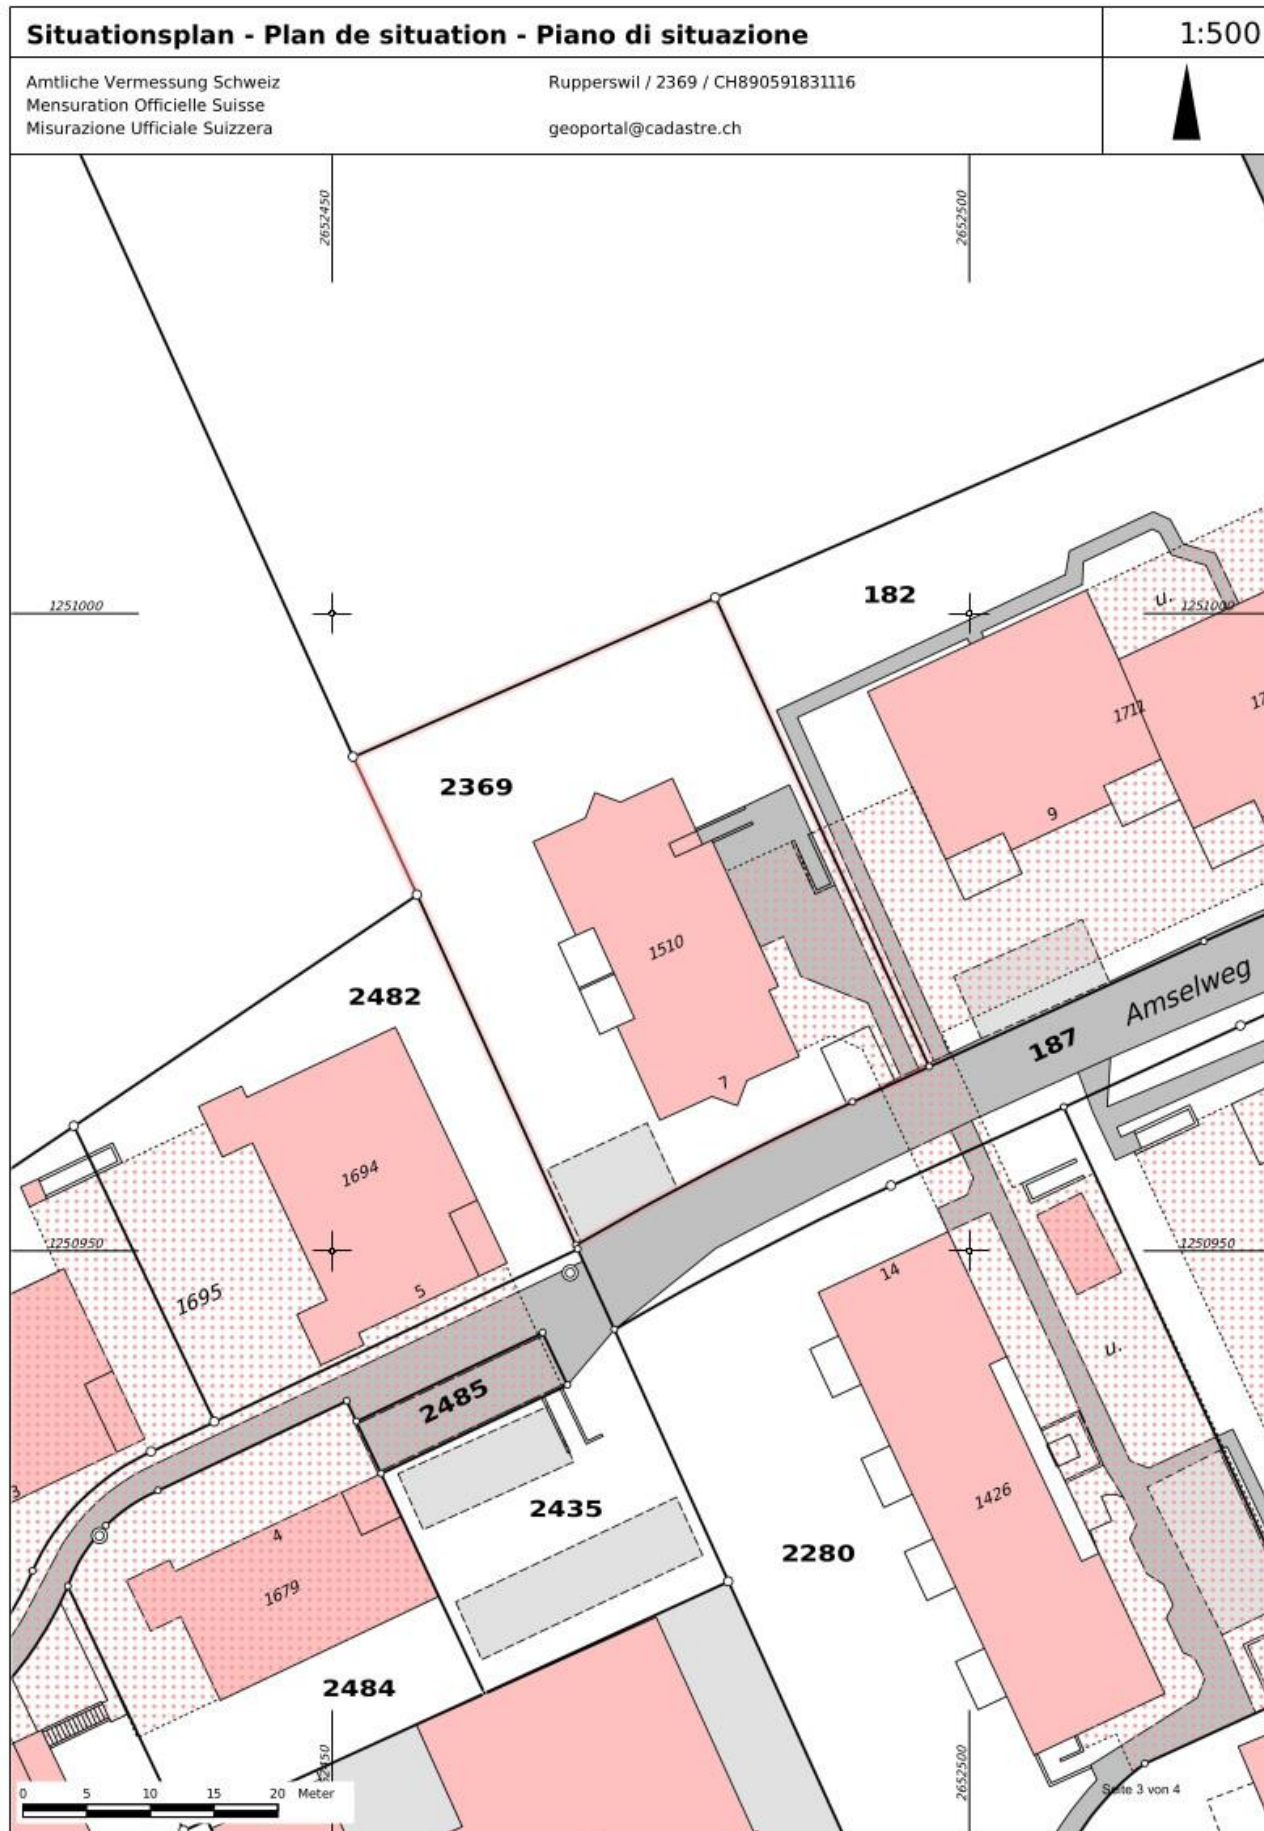 Situationsplan - Plan de situation - Piano di situazione
1:500
Amtliche Vermessung Schweiz
Mensuration Officielle Suisse
Misurazione Ufficiale Suizzera
Rupperswil / 2369 / CH890591831116
geoportal@cadastre.ch
2652450
2652500
182
u.
1251000
1251000
1711
2369
9
1510
2482
Amselweg
187
7
1694
1250950
1250950
1695
5
14
u.
2485
3
4
1426
2435
2280
1679
2484
2652500
0 5 10 15 20 Meter
Seite 3 von 4